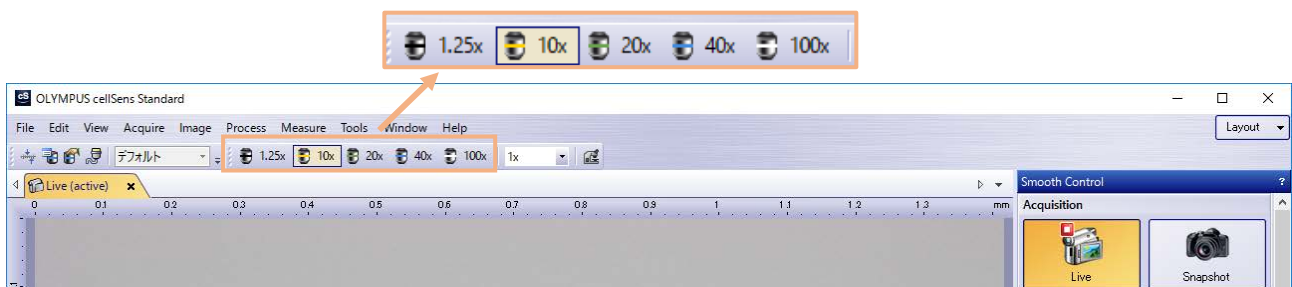 1.25x 10x 20x 40x 100x
cS OLYMPUS cellSens Standard
File Edit View Acquire Image Process Measure Tools Window Help Layout
デフォルト 1.25x 10x 20x 40x 100x 1x
Live (active) Smooth Control ?
0 0.1 0.2 0.3 0.4 0.5 0.6 0.7 0.8 0.9 1 1.1 1.2 1.3 mm
Acquisition
Live Snapshot